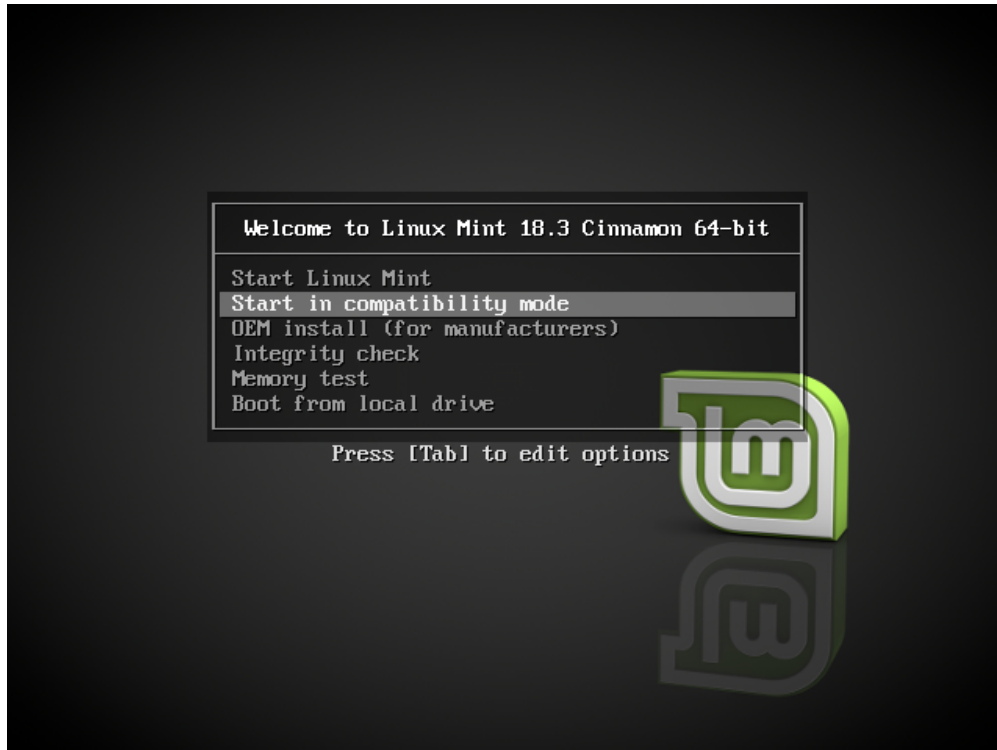 Welcome to Linux Mint 18.3 Cinnamon 64-bit
Start Linux Mint
Start in compatibility mode
OEM install (for manufacturers)
Integrity check
Memory test
Boot from local drive
Press [Tab] to edit options
lm